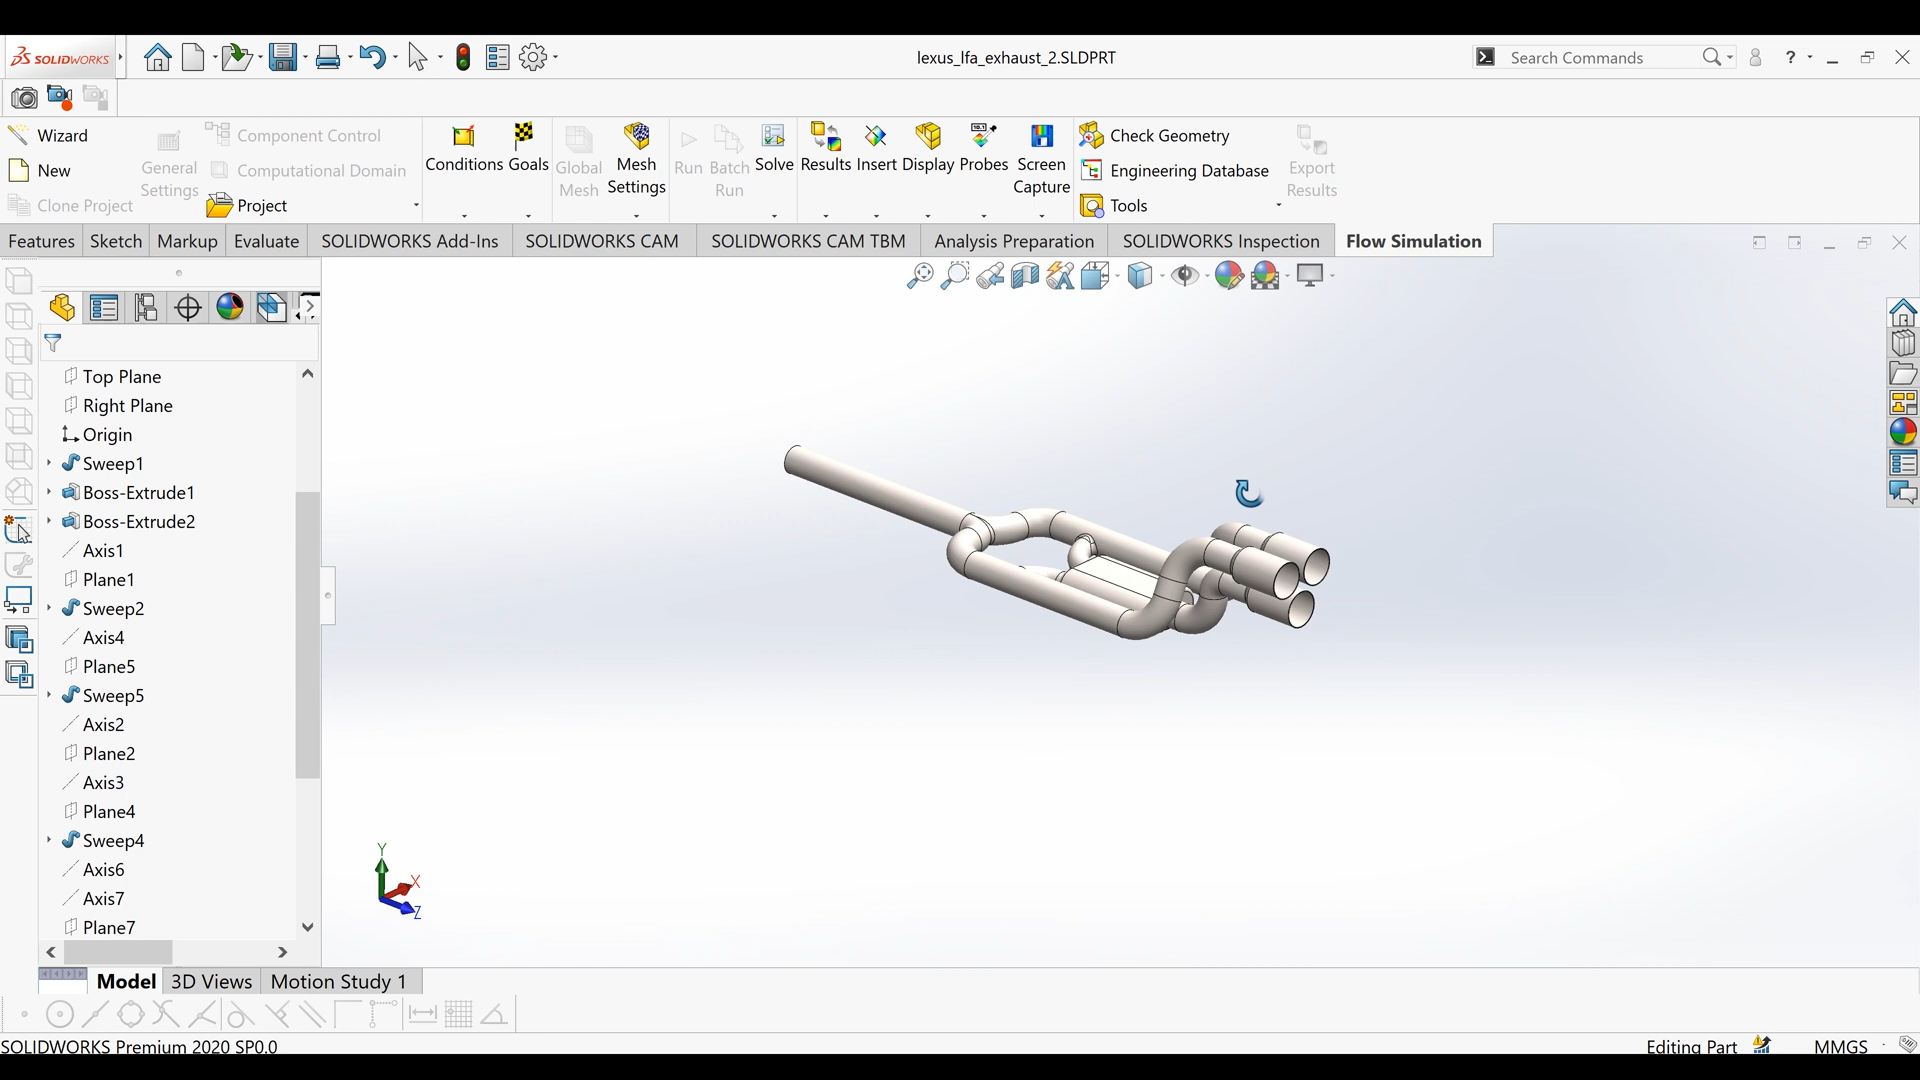 SOLIDWORKS
lexus_lfa_exhaust_2.SLDPRT
Search Commands
?
Wizard
New
Clone Project
General Settings
Component Control
Computational Domain
Project
Conditions
Goals
Global Mesh
Mesh Settings
Run
Batch Run
Solve
Results
Insert
Display
Probes
Screen Capture
Check Geometry
Engineering Database
Tools
Export Results
Features
Sketch
Markup
Evaluate
SOLIDWORKS Add-Ins
SOLIDWORKS CAM
SOLIDWORKS CAM TBM
Analysis Preparation
SOLIDWORKS Inspection
Flow Simulation
Top Plane
Right Plane
Origin
Sweep1
Boss-Extrude1
Boss-Extrude2
Axis1
Plane1
Sweep2
Axis4
Plane5
Sweep5
Axis2
Plane2
Axis3
Plane4
Sweep4
Axis6
Axis7
Plane7
Y
X
Z
Model
3D Views
Motion Study 1
SOLIDWORKS Premium 2020 SP0.0
Editing Part
MMGS